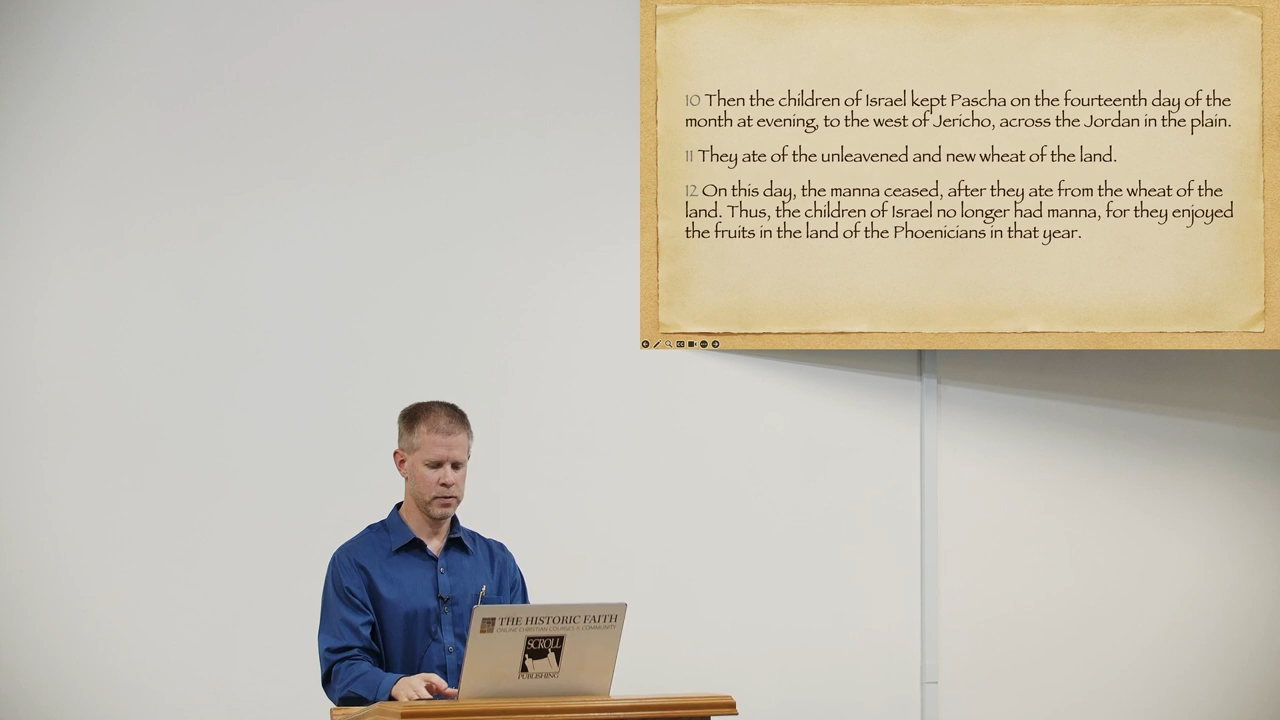 10 Then the children of Israel kept Pascha on the fourteenth day of the
month at evening, to the west of Jericho, across the Jordan in the plain.
11 They ate of the unleavened and new wheat of the land.
12 On this day, the manna ceased, after they ate from the wheat of the
land. Thus, the children of Israel no longer had manna, for they enjoyed
the fruits in the land of the Phoenicians in that year.
THE HISTORIC FAITH
ONLINE CHRISTIAN COURSES & COMMUNITY
SCROLL
PUBLISHING